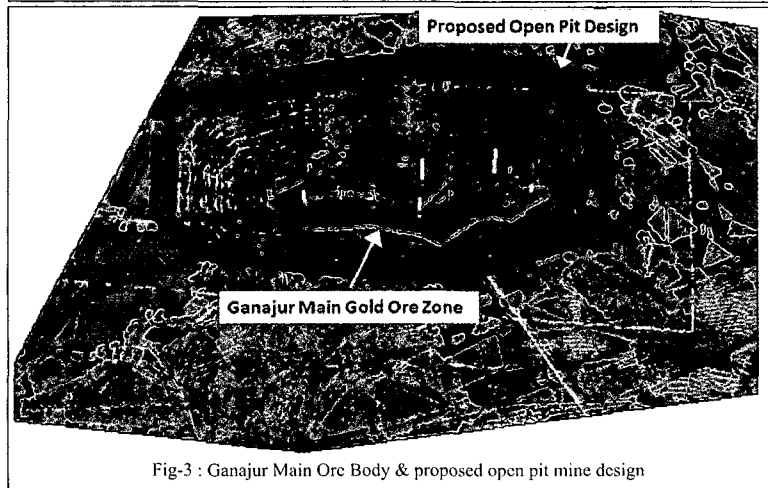 Proposed Open Pit Design
Ganajur Main Gold Ore Zone
Fig-3 : Ganajur Main Ore Body & proposed open pit mine design